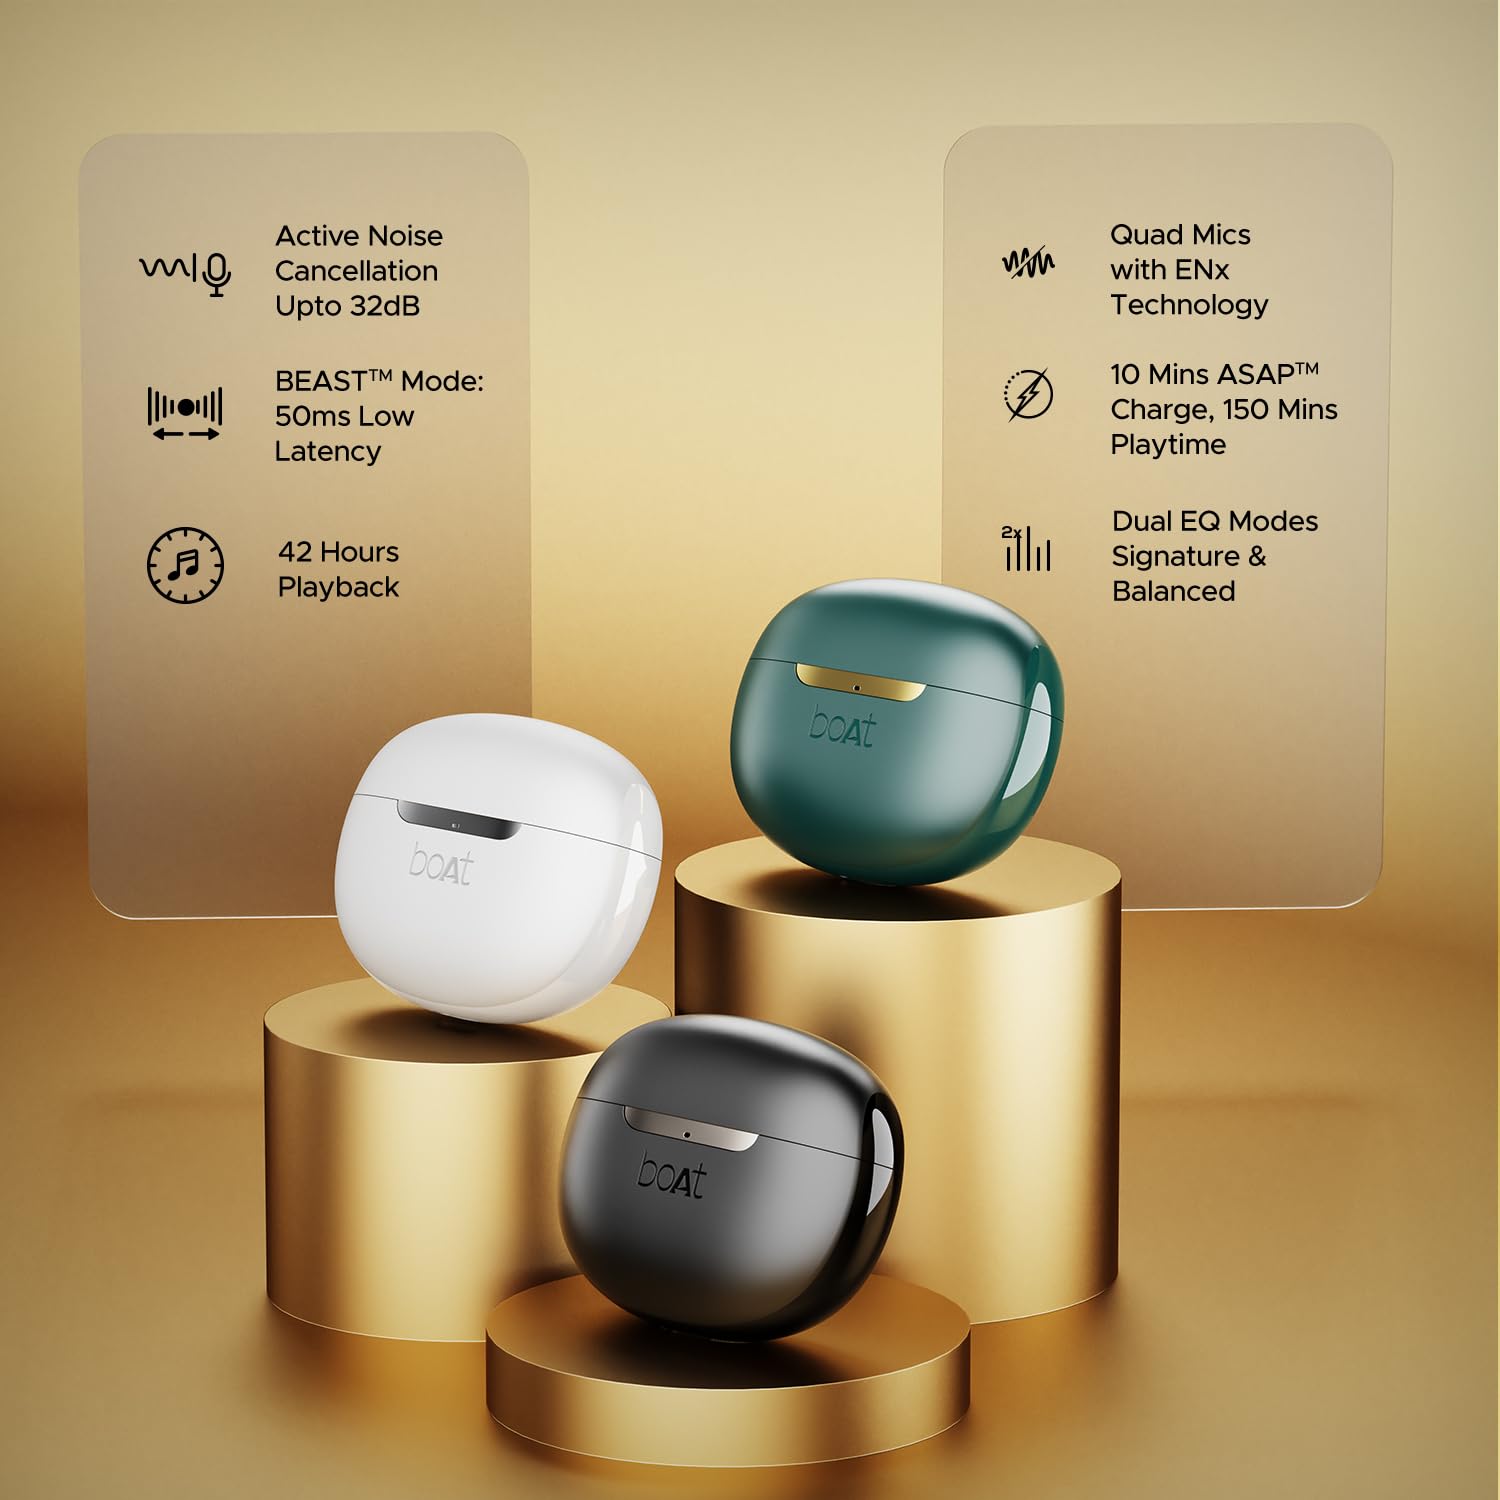 Active Noise
Cancellation
Upto 32dB
BEAST™ Mode:
50ms Low
Latency
42 Hours
Playback
Quad Mics
with ENx
Technology
10 Mins ASAP™
Charge, 150 Mins
Playtime
2x
Dual EQ Modes
Signature &
Balanced
boAt
boAt
boAt